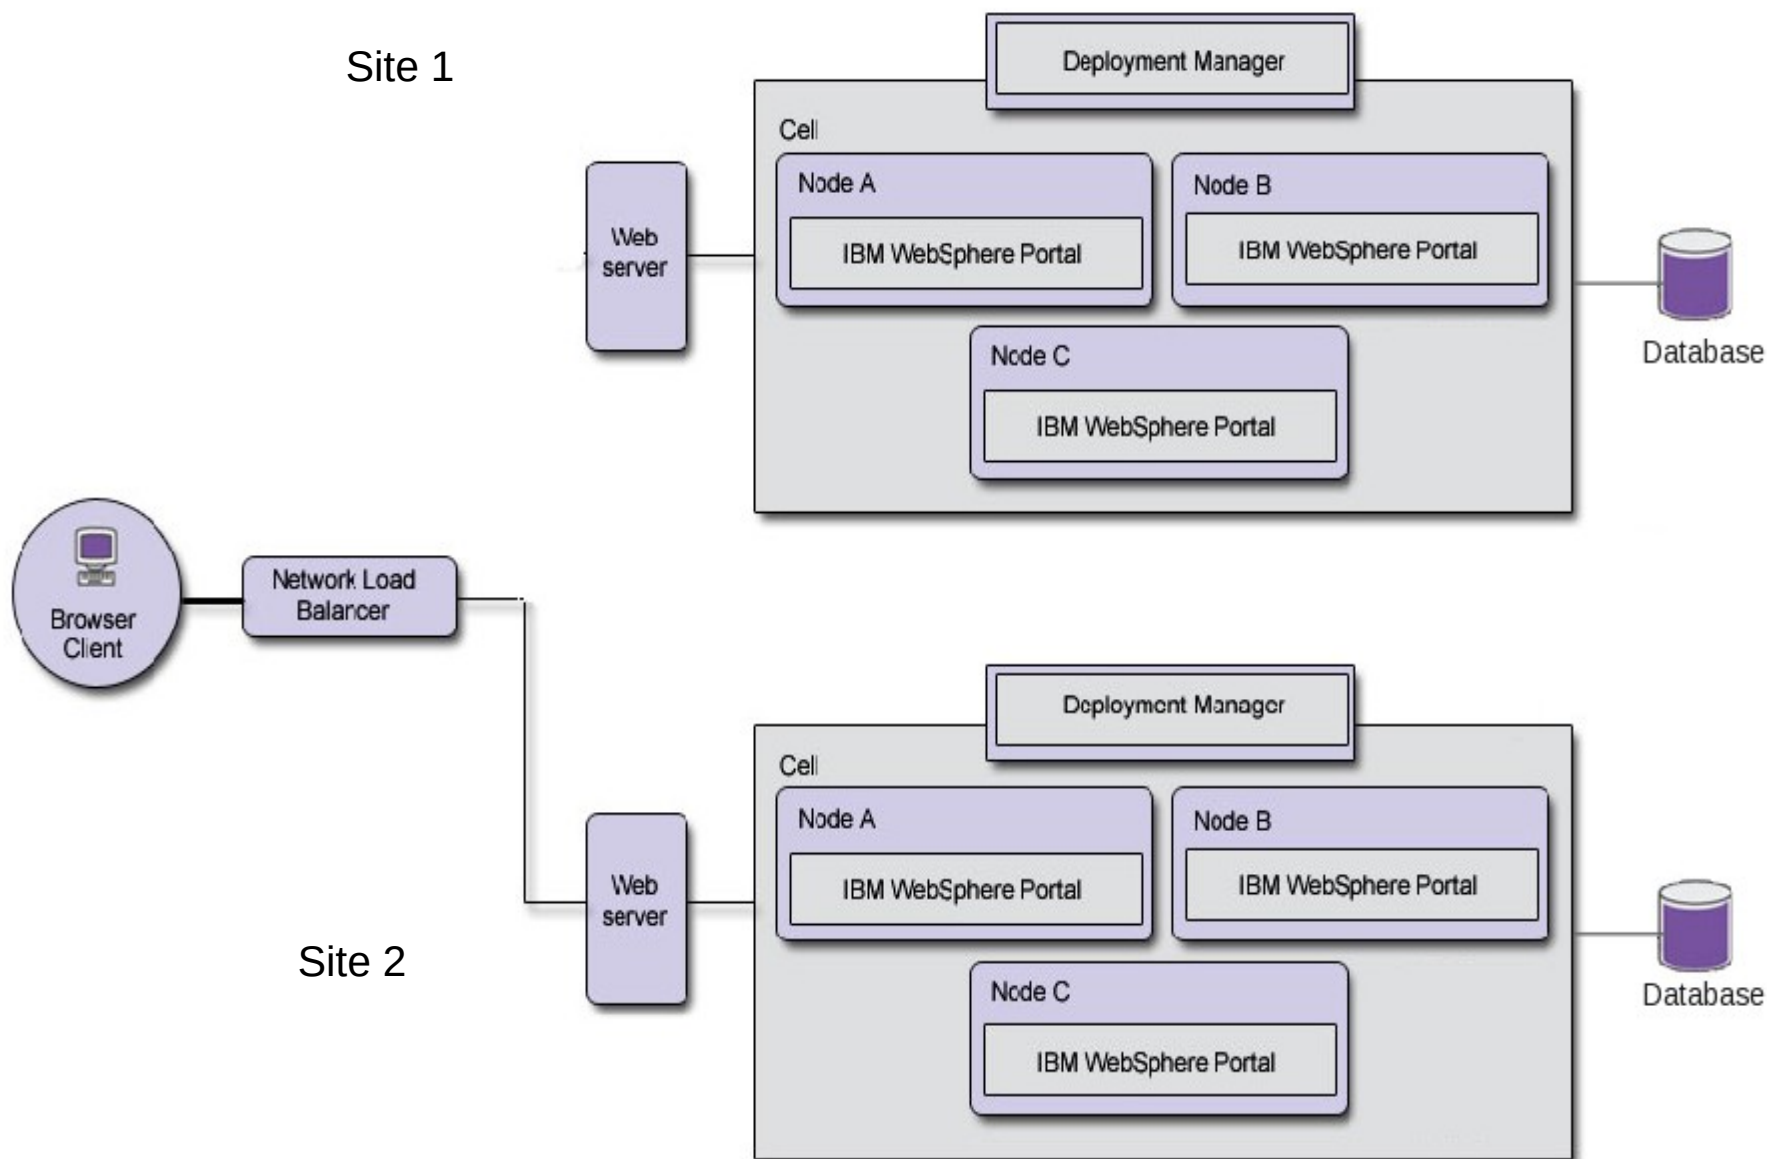 Site 1
Deployment Manager
Cell
Node A
IBM WebSphere Portal
Node B
IBM WebSphere Portal
Node C
IBM WebSphere Portal
Web
server
Database
Browser
Client
Network Load
Balancer
Site 2
Deployment Manager
Cell
Node A
IBM WebSphere Portal
Node B
IBM WebSphere Portal
Node C
IBM WebSphere Portal
Web
server
Database